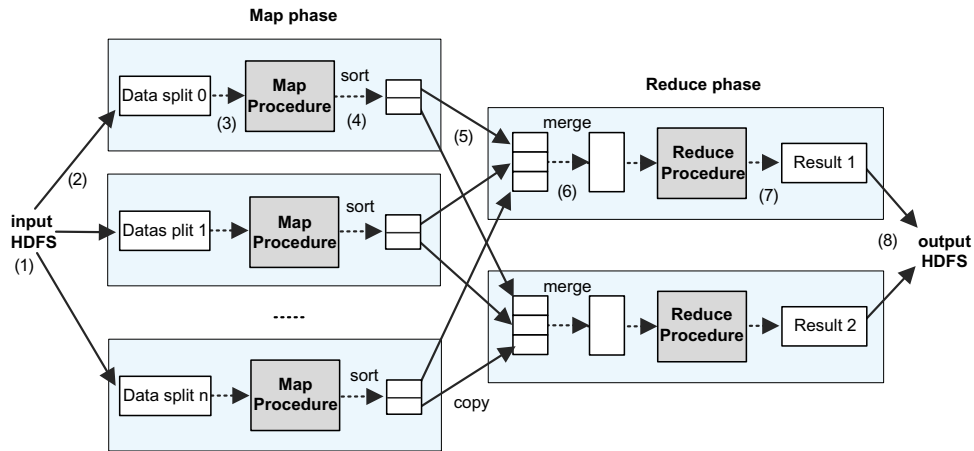 Map phase
Data split 0
(3)
Map
Procedure
sort
(4)
(2)
(5)
Reduce phase
merge
(6)
Reduce
Procedure
(7)
Result 1
input
HDFS
(1)
Datas plit 1
Map
Procedure
sort
(8)
output
HDFS
merge
Reduce
Procedure
Result 2
.....
Data split n
Map
Procedure
sort
copy